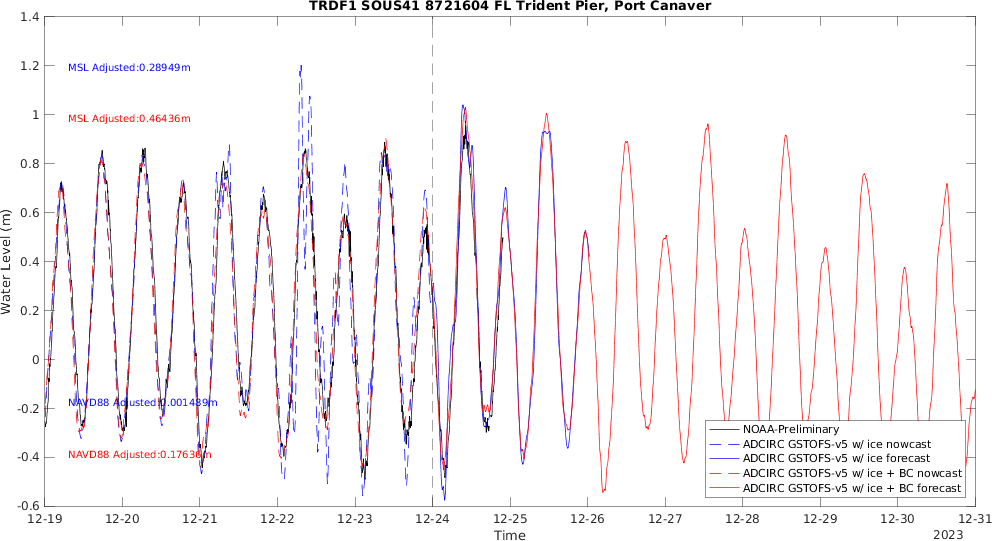 TRDF1 SOUS41 8721604 FL Trident Pier, Port Canaver
1.4
1.2
1
0.8
0.6
0.4
0.2
0
-0.2
-0.4
-0.6
Water Level (m)
MSL Adjusted:0.28949m
MSL Adjusted:0.46436m
NAVD88 Adjusted:0.001489m
NAVD88 Adjusted:0.17636m
NOAA-Preliminary
ADCIRC GSTOFS-v5 w/ ice nowcast
ADCIRC GSTOFS-v5 w/ ice forecast
ADCIRC GSTOFS-v5 w/ ice + BC nowcast
ADCIRC GSTOFS-v5 w/ ice + BC forecast
12-19 12-20 12-21 12-22 12-23 12-24 12-25 12-26 12-27 12-28 12-29 12-30 12-31
Time
2023